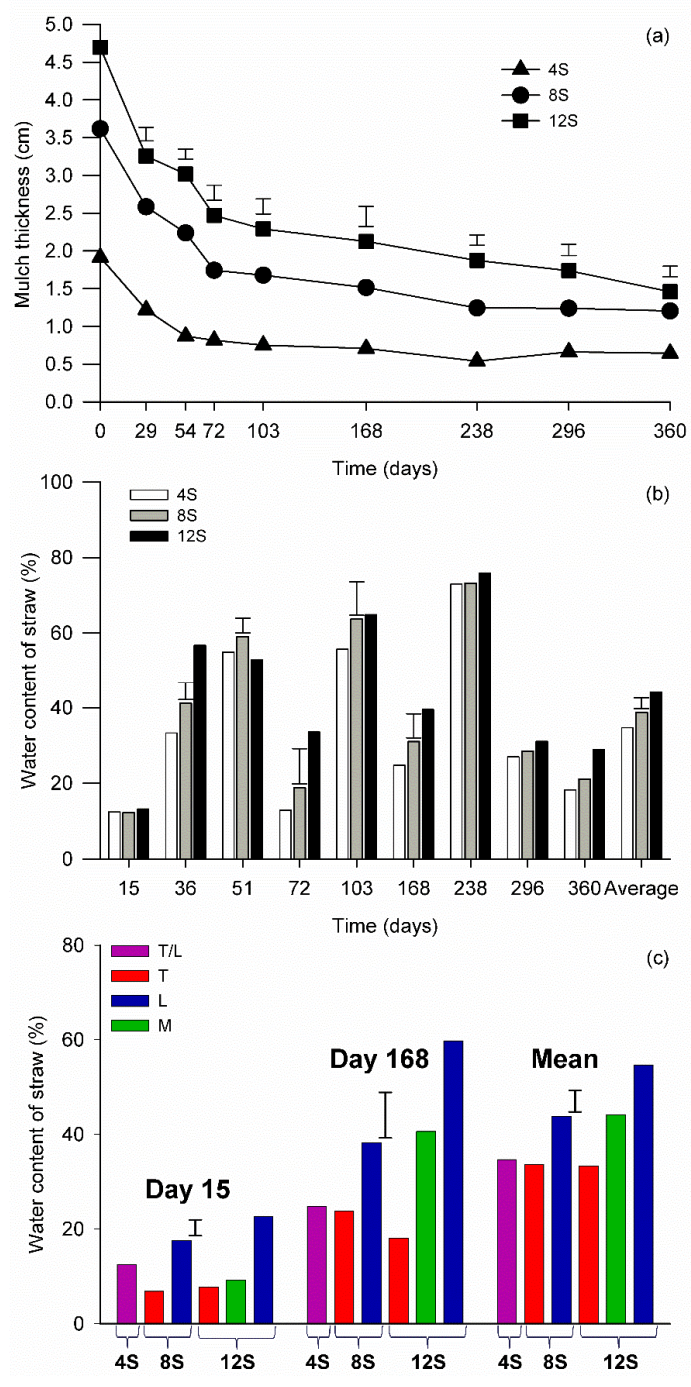 (a)
5.0
4.5
4.0
3.5
3.0
2.5
2.0
1.5
1.0
0.5
0.0
Mulch thickness (cm)
4S
8S
12S
0 29 54 72 103 168 238 296 360
Time (days)
(b)
100
80
60
40
20
0
Water content of straw (%)
4S
8S
12S
15 36 51 72 103 168 238 296 360 Average
Time (days)
(c)
80
60
40
20
0
Water content of straw (%)
T/L
T
L
M
Day 15
Day 168
Mean
4S 8S 12S 4S 8S 12S 4S 8S 12S